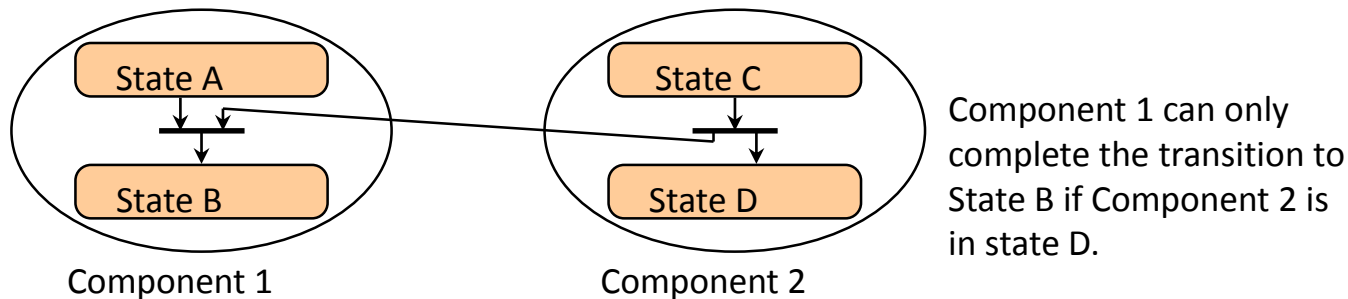 State A
State B
Component 1
State C
State D
Component 2
Component 1 can only
complete the transition to
State B if Component 2 is
in state D.